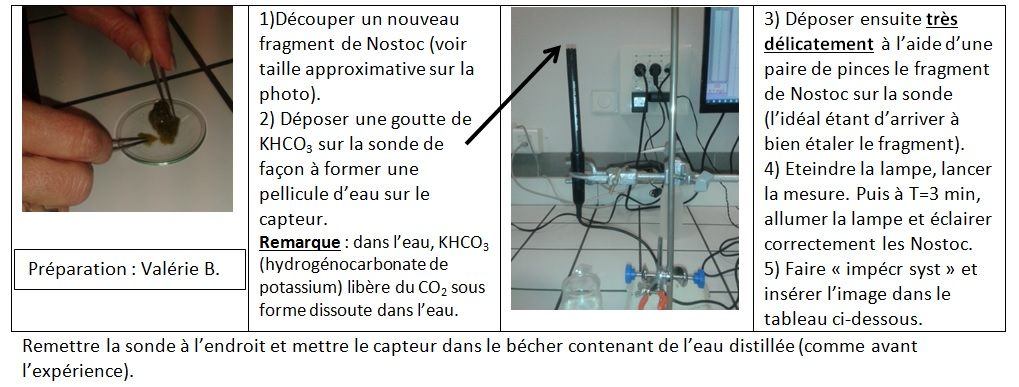 Préparation : Valérie B.
1)Découper un nouveau
fragment de Nostoc (voir
taille approximative sur la
photo).
2) Déposer une goutte de
KHCO₃ sur la sonde de
façon à former une
pellicule d’eau sur le
capteur.
Remarque : dans l’eau, KHCO₃
(hydrogénocarbonate de
potassium) libère du CO₂ sous
forme dissoute dans l’eau.
3) Déposer ensuite très
délicatement à l’aide d’une
paire de pinces le fragment
de Nostoc sur la sonde
(l’idéal étant d’arriver à
bien étaler le fragment).
4) Eteindre la lampe, lancer
la mesure. Puis à T=3 min,
allumer la lampe et éclairer
correctement les Nostoc.
5) Faire « impécr syst » et
insérer l’image dans le
tableau ci-dessous.
Remettre la sonde à l’endroit et mettre le capteur dans le bécher contenant de l’eau distillée (comme avant
l’expérience).